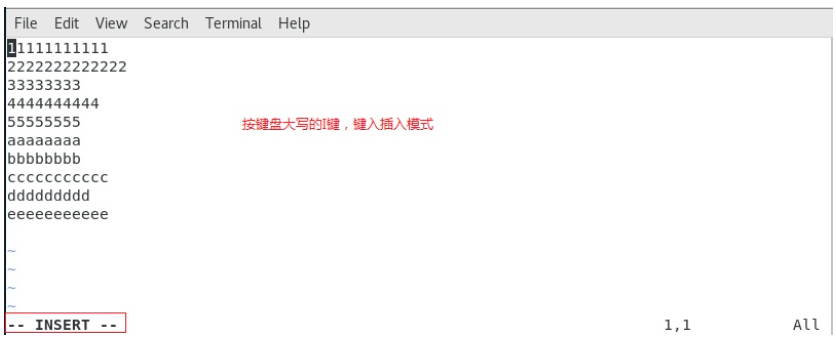 File Edit View Search Terminal Help
11111111111
2222222222222
33333333
4444444444
55555555
按键盘大写的I键，键入插入模式
aaaaaaaa
bbbbbbbb
ccccccccccc
ddddddddd
eeeeeeeeeee
~
~
~
~
-- INSERT -- 1,1 All